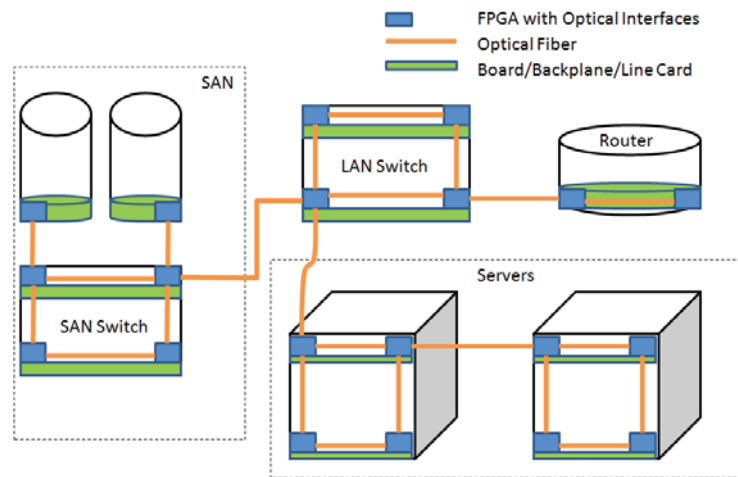 FPGA with Optical Interfaces
Optical Fiber
Board/Backplane/Line Card
SAN
LAN Switch
Router
SAN Switch
Servers